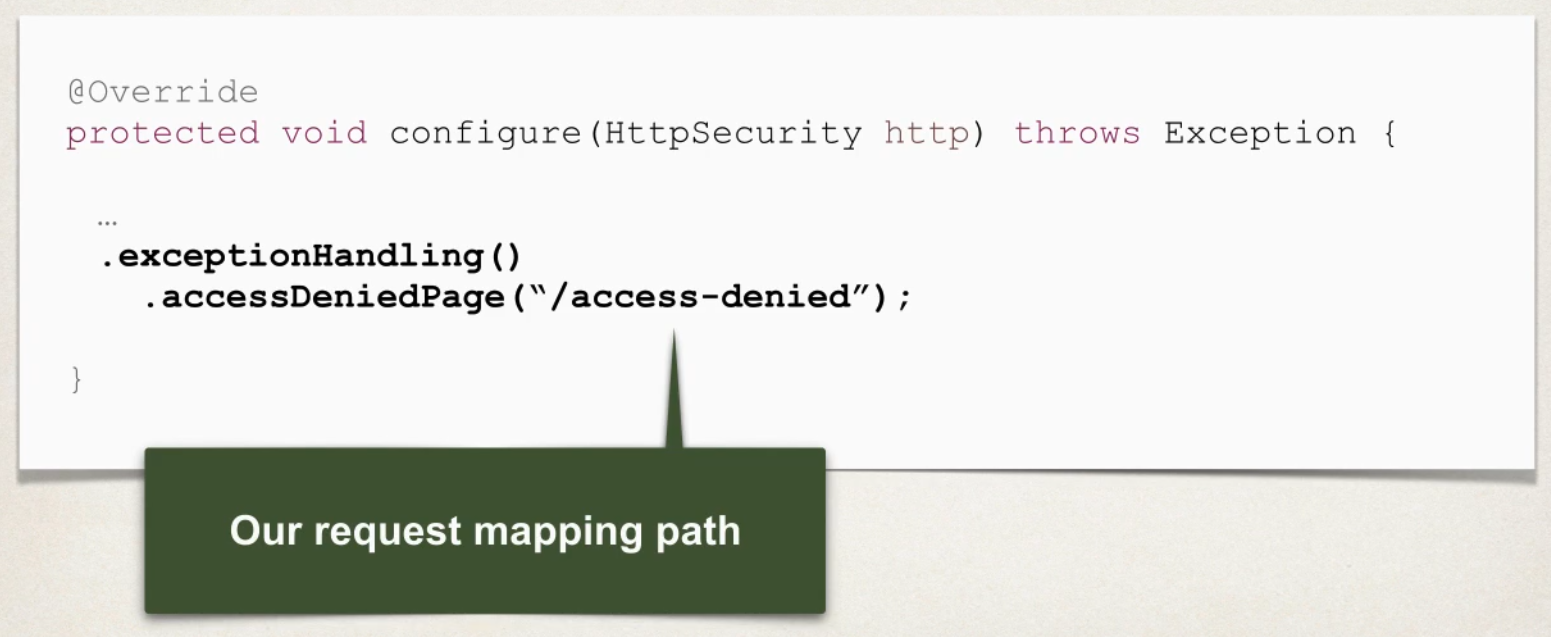 @Override
protected void configure(HttpSecurity http) throws Exception {
…
.exceptionHandling()
.accessDeniedPage(“/access-denied”);
}
Our request mapping path